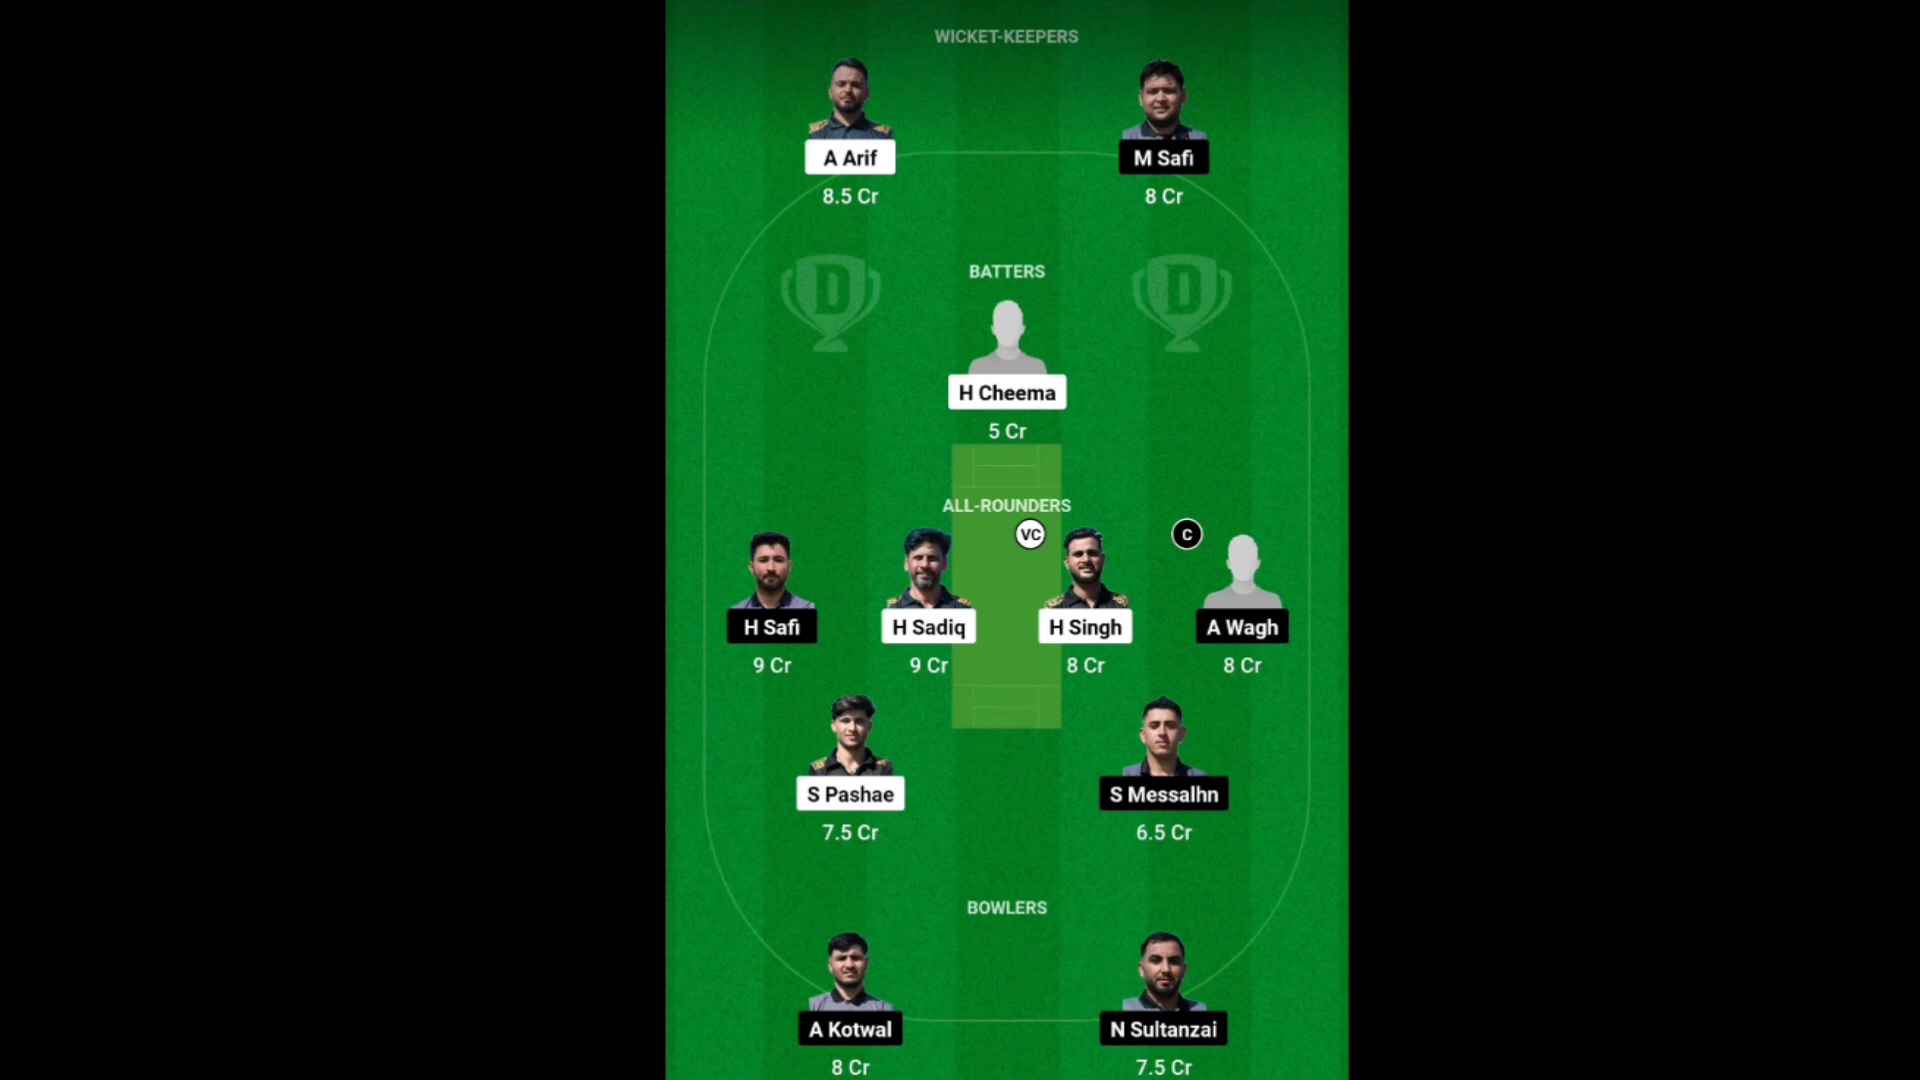 WICKET-KEEPERS
A Arif
M Safi
8.5 Cr
8 Cr
D
D
BATTERS
H Cheema
5 Cr
ALL-ROUNDERS
VC
C
H Safi
H Sadiq
H Singh
A Wagh
9 Cr
9 Cr
8 Cr
8 Cr
S Pashae
S Messalhn
7.5 Cr
6.5 Cr
BOWLERS
A Kotwal
N Sultanzai
8 Cr
7.5 Cr